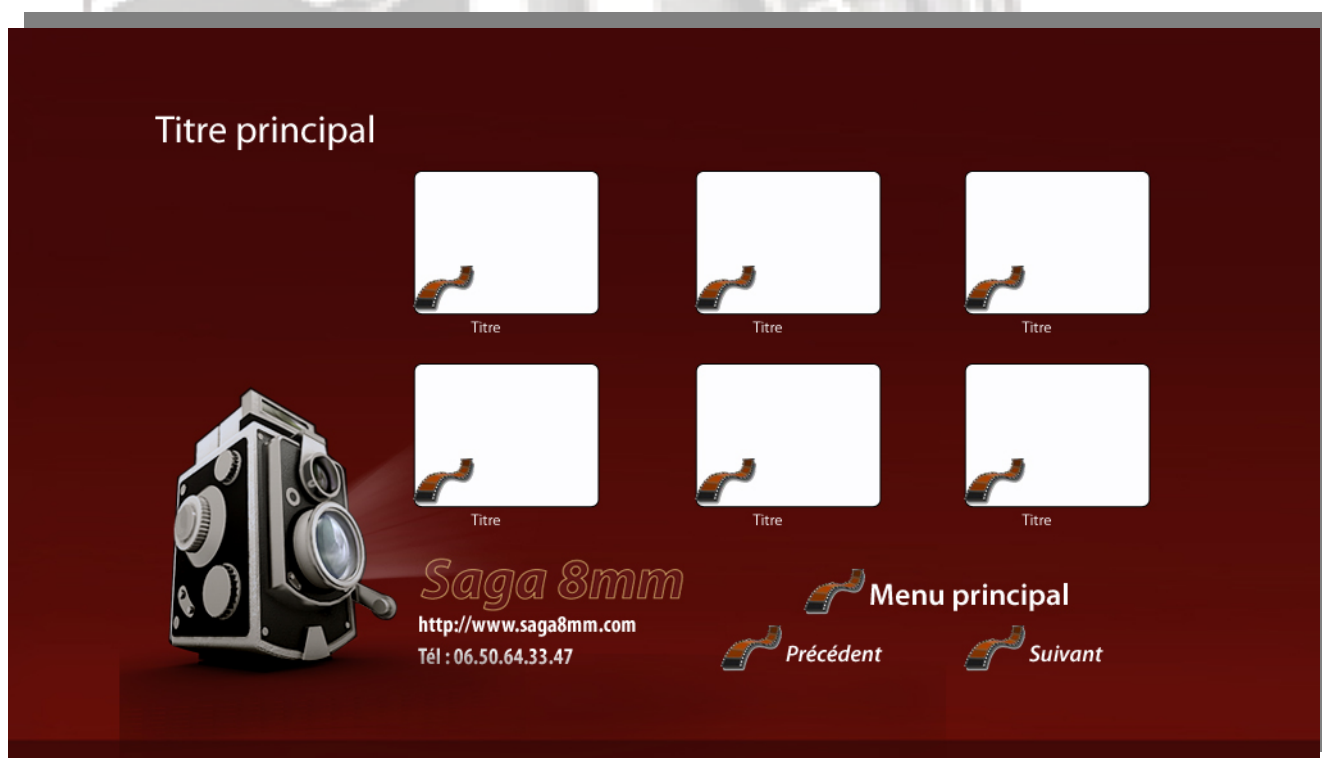 Titre principal
Titre Titre Titre
Titre Titre Titre
Saga 8mm
http://www.saga8mm.com
Tél : 06.50.64.33.47
Menu principal
Précédent Suivant